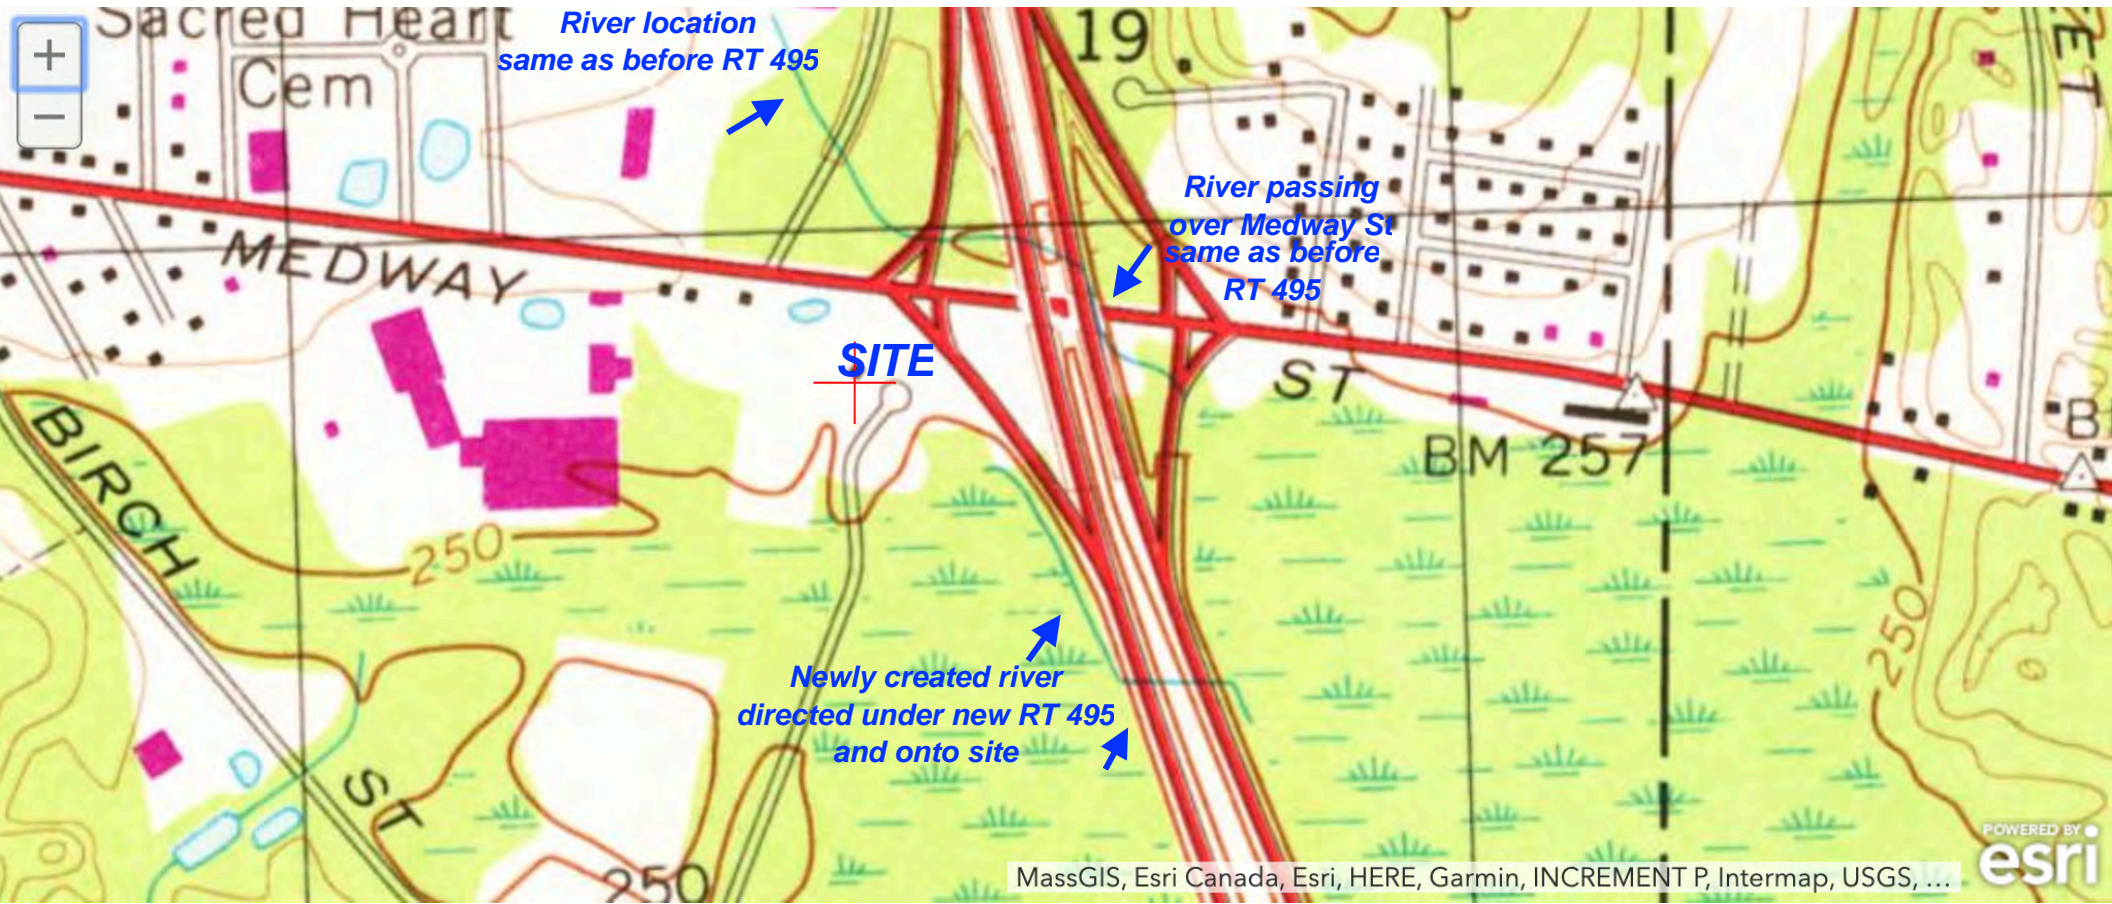 Sacred Heart
Cem
+
−
River location
same as before RT 495
19
River passing
over Medway St
same as before
RT 495
MEDWAY
SITE
ST
BM 257
BIRCH
250
Newly created river
directed under new RT 495
and onto site
250
ST
250
POWERED BY
esri
MassGIS, Esri Canada, Esri, HERE, Garmin, INCREMENT P, Intermap, USGS, …